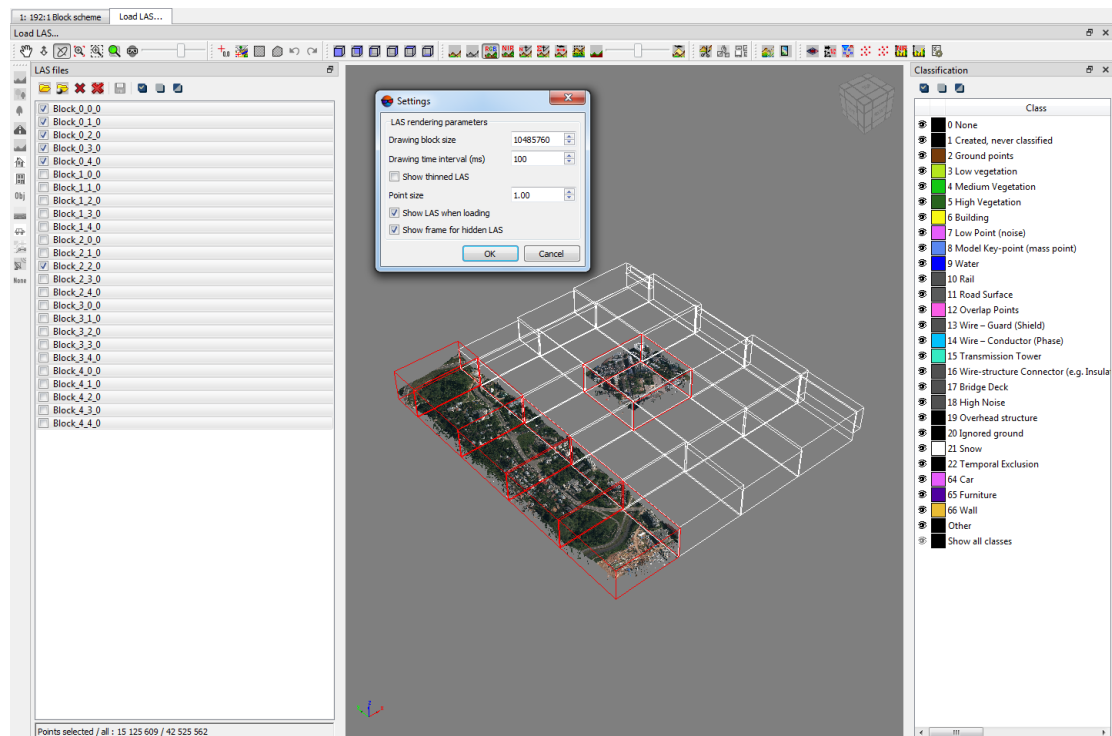 1: 192:1 Block scheme
Load LAS...
Load LAS...
RGB
NIR
LAS files
Block_0_0_0
Block_0_1_0
Block_0_2_0
Block_0_3_0
Block_0_4_0
Block_1_0_0
Block_1_1_0
Block_1_2_0
Block_1_3_0
Block_1_4_0
Block_2_0_0
Block_2_1_0
Block_2_2_0
Block_2_3_0
Block_2_4_0
Block_3_0_0
Block_3_1_0
Block_3_2_0
Block_3_3_0
Block_3_4_0
Block_4_0_0
Block_4_1_0
Block_4_2_0
Block_4_3_0
Block_4_4_0
Obj
None
Points selected / all : 15 125 609 / 42 525 562
Settings
LAS rendering parameters
Drawing block size 10485760
Drawing time interval (ms) 100
Show thinned LAS
Point size 1.00
Show LAS when loading
Show frame for hidden LAS
OK Cancel
Classification
Class
0 None
1 Created, never classified
2 Ground points
3 Low vegetation
4 Medium Vegetation
5 High Vegetation
6 Building
7 Low Point (noise)
8 Model Key-point (mass point)
9 Water
10 Rail
11 Road Surface
12 Overlap Points
13 Wire – Guard (Shield)
14 Wire – Conductor (Phase)
15 Transmission Tower
16 Wire-structure Connector (e.g. Insula
17 Bridge Deck
18 High Noise
19 Overhead structure
20 Ignored ground
21 Snow
22 Temporal Exclusion
64 Car
65 Furniture
66 Wall
Other
Show all classes